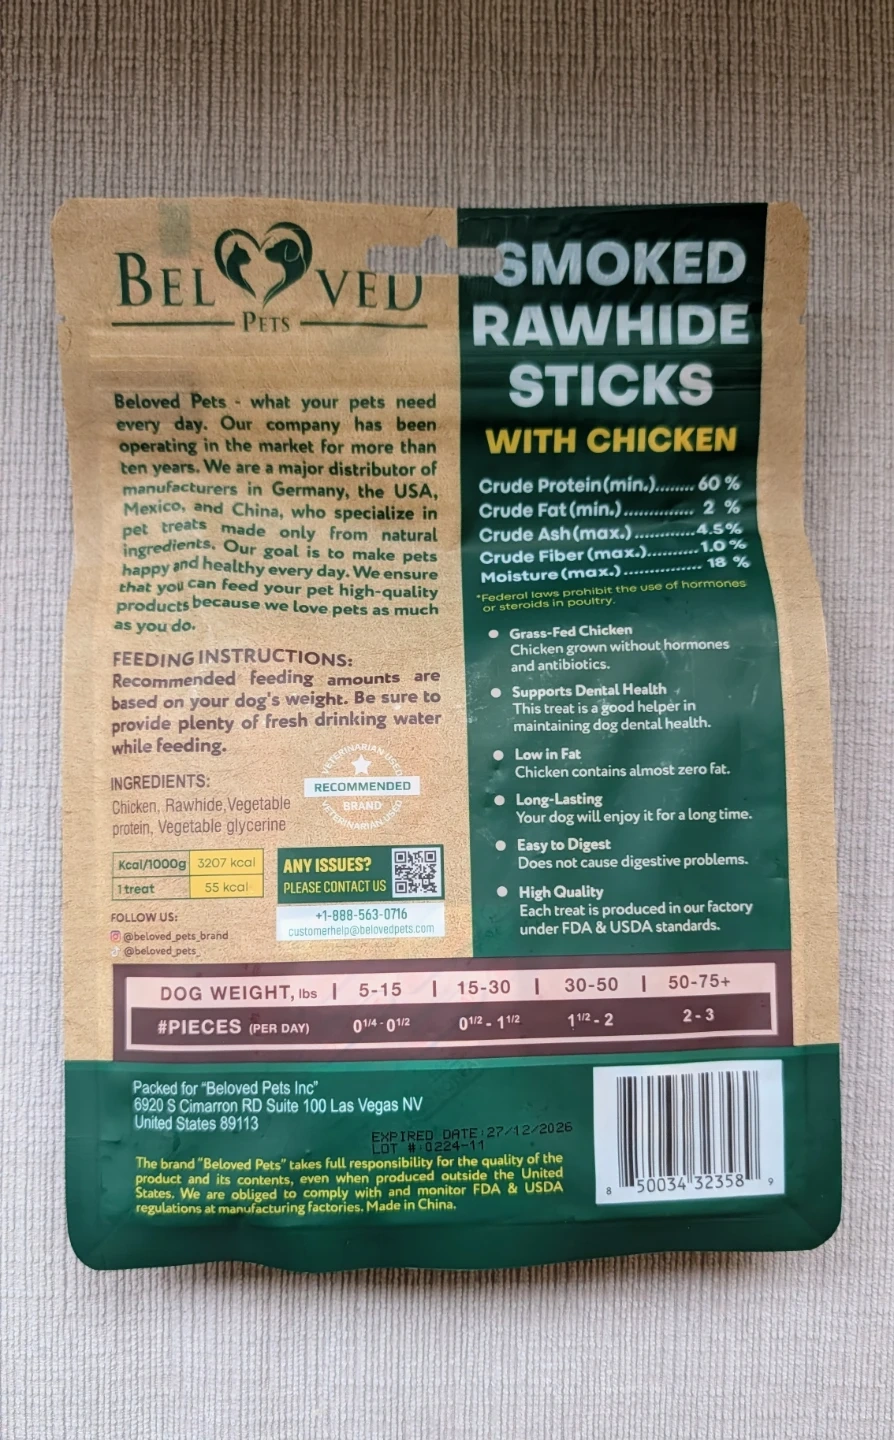 BELOVED
PETS
Beloved Pets - what your pets need
every day. Our company has been
operating in the market for more than
ten years. We are a major distributor of
manufacturers in Germany, the USA,
Mexico, and China, who specialize in
pet treats made only from natural
ingredients. Our goal is to make pets
happy and healthy every day. We ensure
that you can feed your pet high-quality
products because we love pets as much
as you do.
FEEDING INSTRUCTIONS:
Recommended feeding amounts are
based on your dog's weight. Be sure to
provide plenty of fresh drinking water
while feeding.
INGREDIENTS:
Chicken, Rawhide, Vegetable
protein, Vegetable glycerine
VETERINARIAN USED
RECOMMENDED
BRAND
VETERINARIAN USED
Kcal/1000g 3207 kcal
1 treat 55 kcal
ANY ISSUES?
PLEASE CONTACT US
+1-888-563-0716
customerhelp@belovedpets.com
FOLLOW US:
@beloved_pets_brand
@beloved_pets_
SMOKED
RAWHIDE
STICKS
WITH CHICKEN
Crude Protein (min.)........ 60 %
Crude Fat (min.).............. 2 %
Crude Ash (max.)............ 4.5%
Crude Fiber (max.).......... 1.0 %
Moisture (max.)................ 18 %
*Federal laws prohibit the use of hormones
or steroids in poultry.
Grass-Fed Chicken
Chicken grown without hormones
and antibiotics.
Supports Dental Health
This treat is a good helper in
maintaining dog dental health.
Low in Fat
Chicken contains almost zero fat.
Long-Lasting
Your dog will enjoy it for a long time.
Easy to Digest
Does not cause digestive problems.
High Quality
Each treat is produced in our factory
under FDA & USDA standards.
DOG WEIGHT, lbs | 5-15 | 15-30 | 30-50 | 50-75+
#PIECES (PER DAY) 0 1/4 - 0 1/2 0 1/2 - 1 1/2 1 1/2 - 2 2 - 3
Packed for "Beloved Pets Inc"
6920 S Cimarron RD Suite 100 Las Vegas NV
United States 89113
EXPIRED DATE:27/12/2026
LOT #:0224-11
The brand "Beloved Pets" takes full responsibility for the quality of the
product and its contents, even when produced outside the United
States. We are obliged to comply with and monitor FDA & USDA
regulations at manufacturing factories. Made in China.
8 50034 32358 9